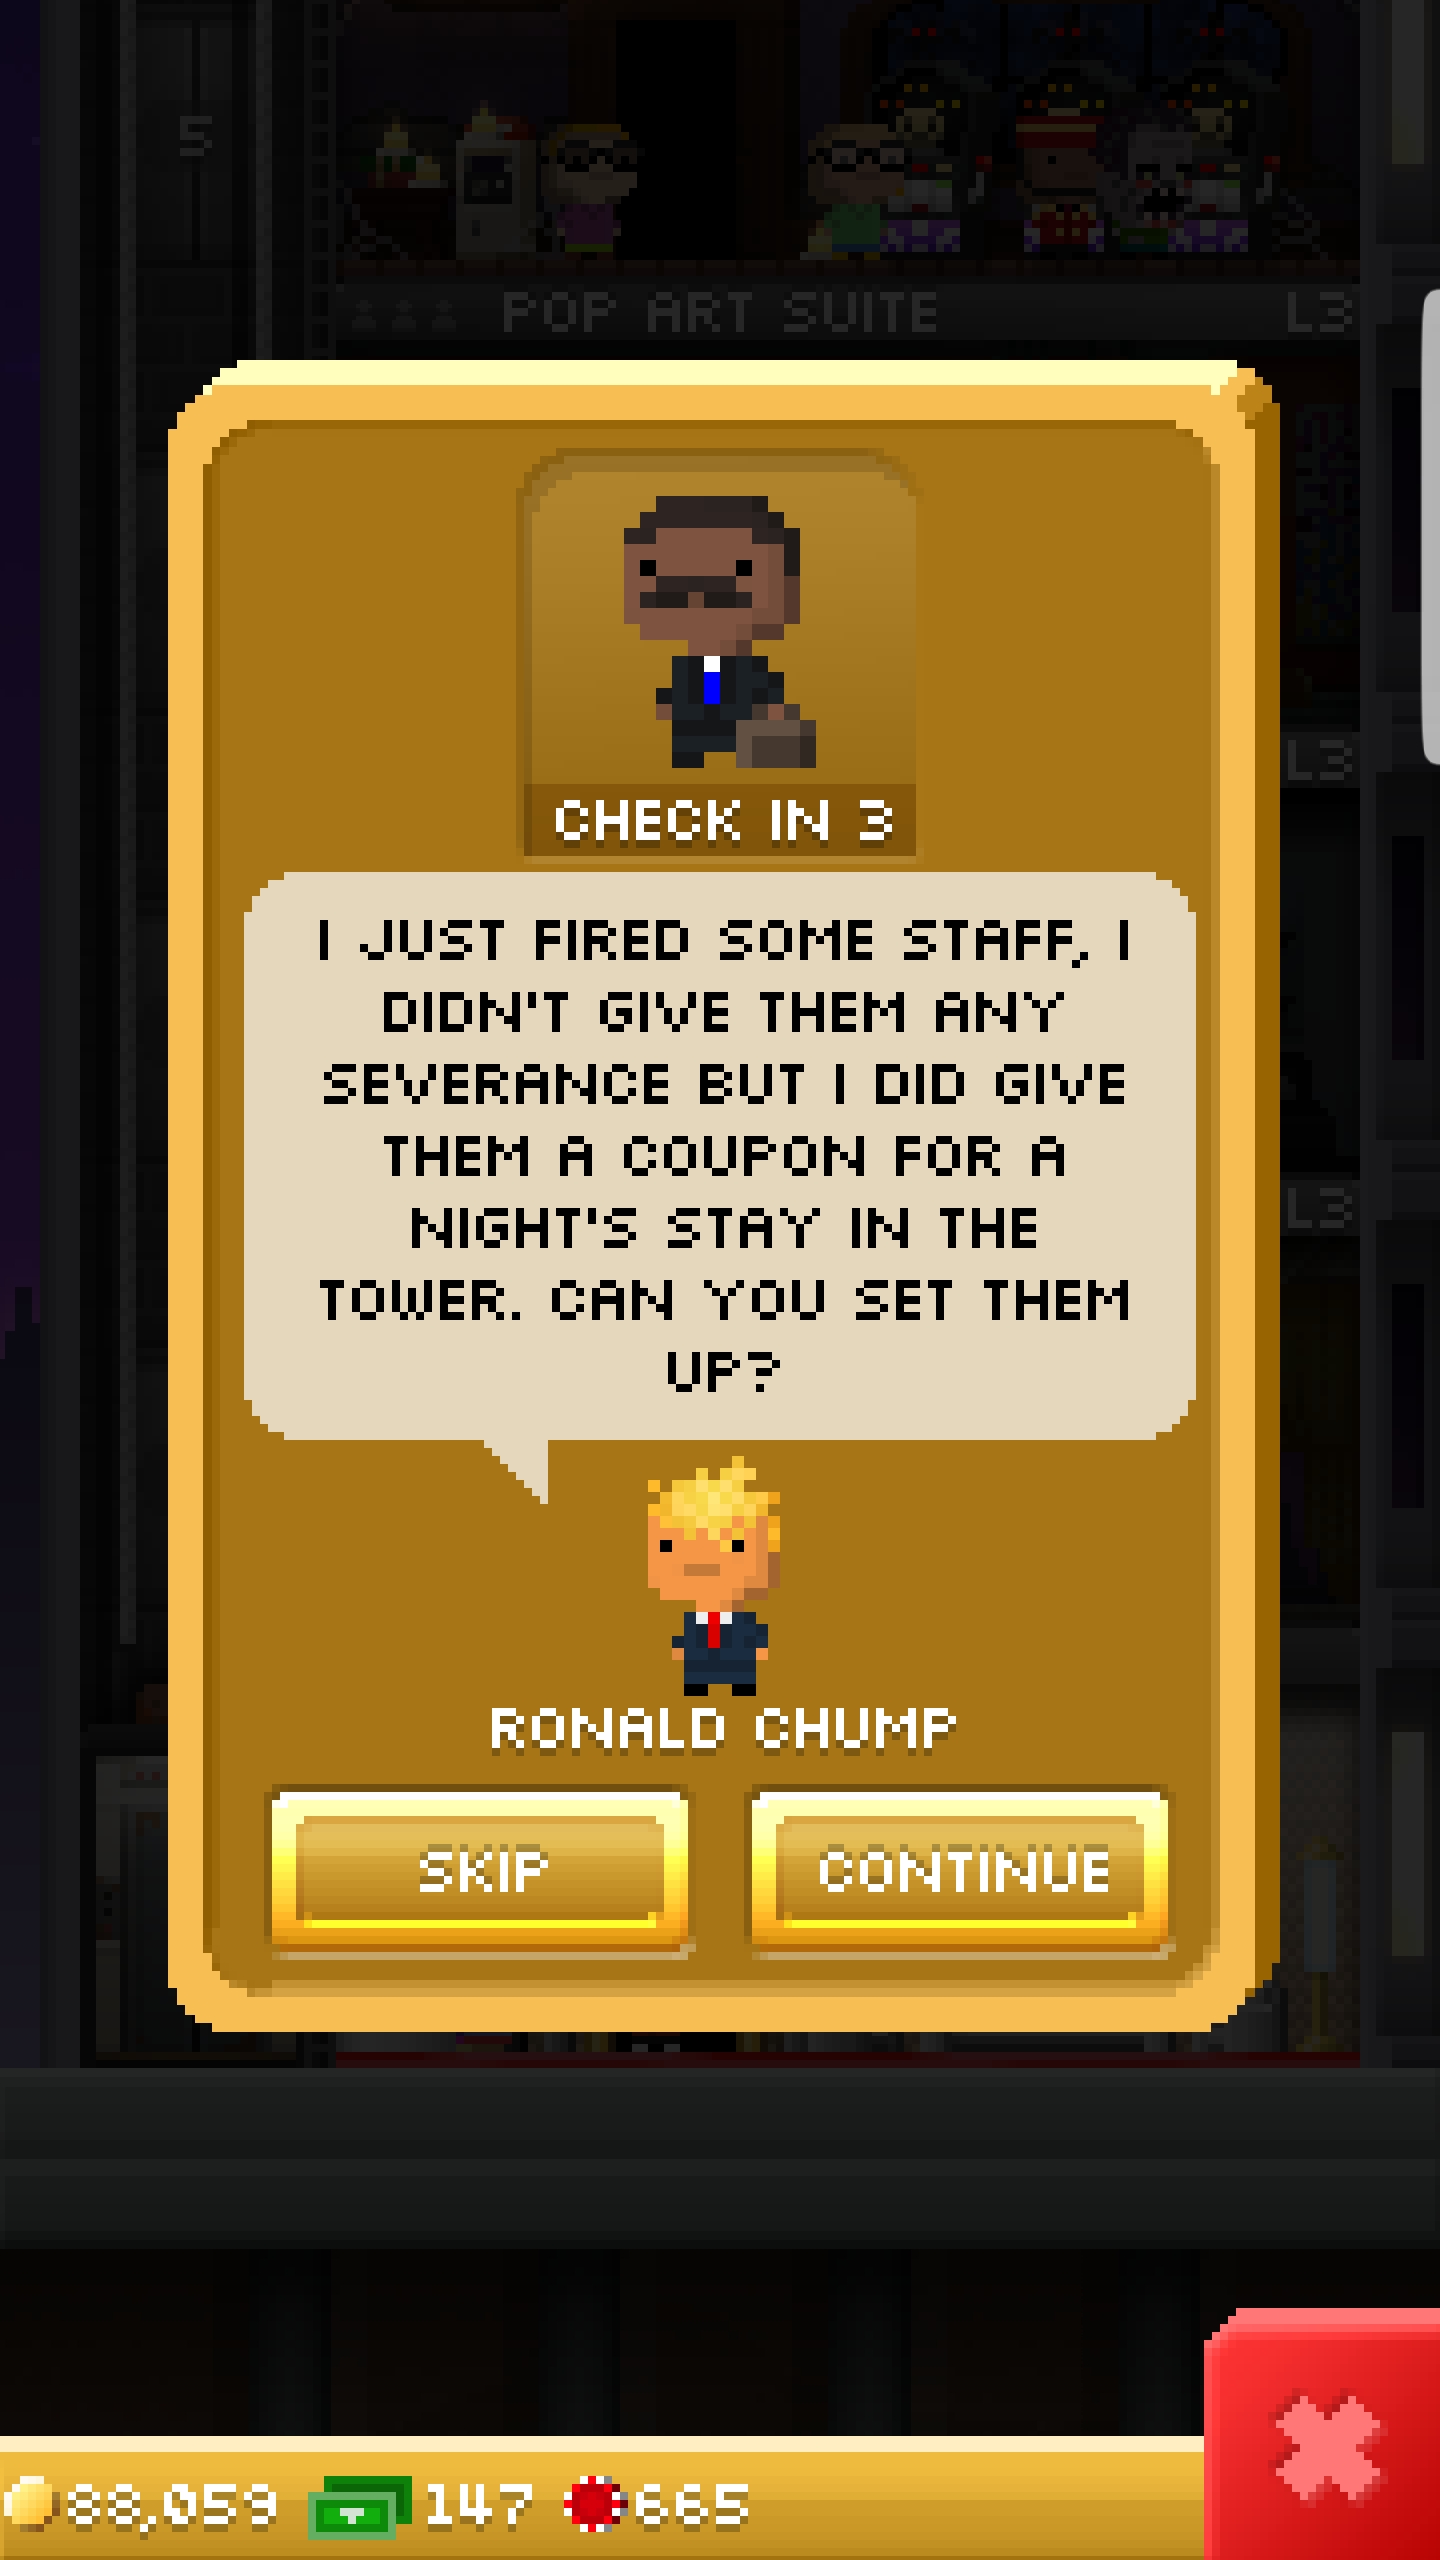 5
POP ART SUITE L3
CHECK IN 3
L3
I JUST FIRED SOME STAFF, I
DIDN'T GIVE THEM ANY
SEVERANCE BUT I DID GIVE
THEM A COUPON FOR A
NIGHT'S STAY IN THE
L3
TOWER. CAN YOU SET THEM
UP?
RONALD CHUMP
SKIP CONTINUE
88,059 147 665